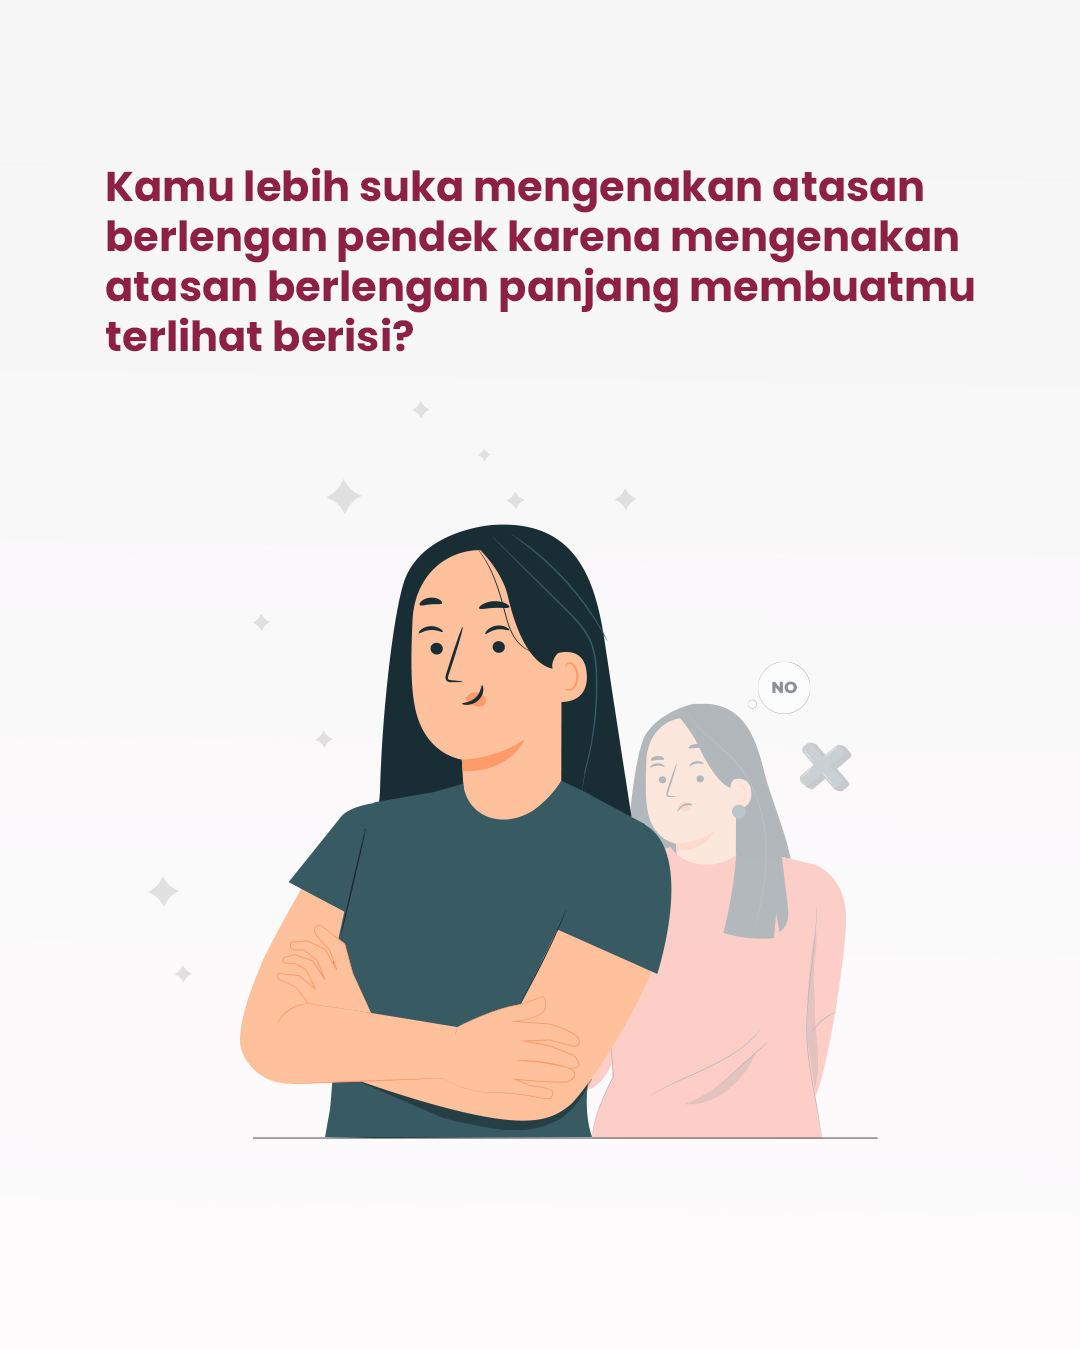 Kamu lebih suka mengenakan atasan
berlengan pendek karena mengenakan
atasan berlengan panjang membuatmu
terlihat berisi?
NO